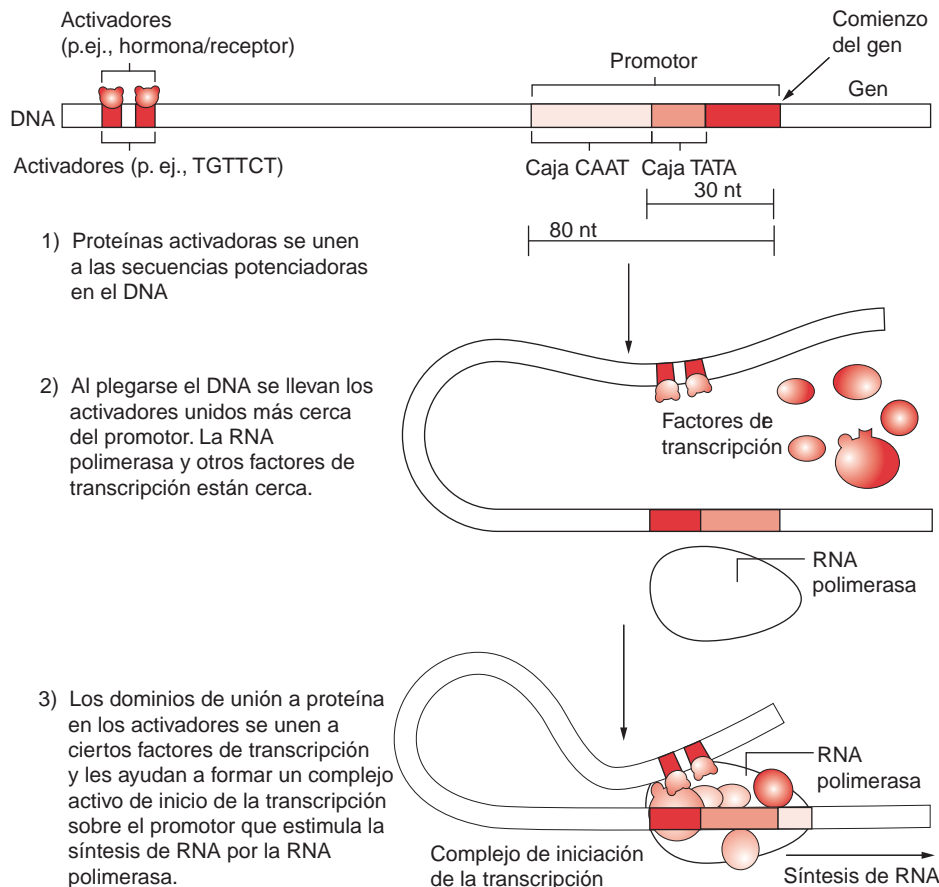 Activadores
(p.ej., hormona/receptor)
Comienzo
del gen
Promotor
Gen
DNA
Activadores (p. ej., TGTTCT)
Caja CAAT
Caja TATA
30 nt
80 nt
1) Proteínas activadoras se unen
a las secuencias potenciadoras
en el DNA
2) Al plegarse el DNA se llevan los
activadores unidos más cerca
del promotor. La RNA
polimerasa y otros factores de
transcripción están cerca.
Factores de
transcripción
RNA
polimerasa
3) Los dominios de unión a proteína
en los activadores se unen a
ciertos factores de transcripción
y les ayudan a formar un complejo
activo de inicio de la transcripción
sobre el promotor que estimula la
síntesis de RNA por la RNA
polimerasa.
RNA
polimerasa
Complejo de iniciación
de la transcripción
Síntesis de RNA